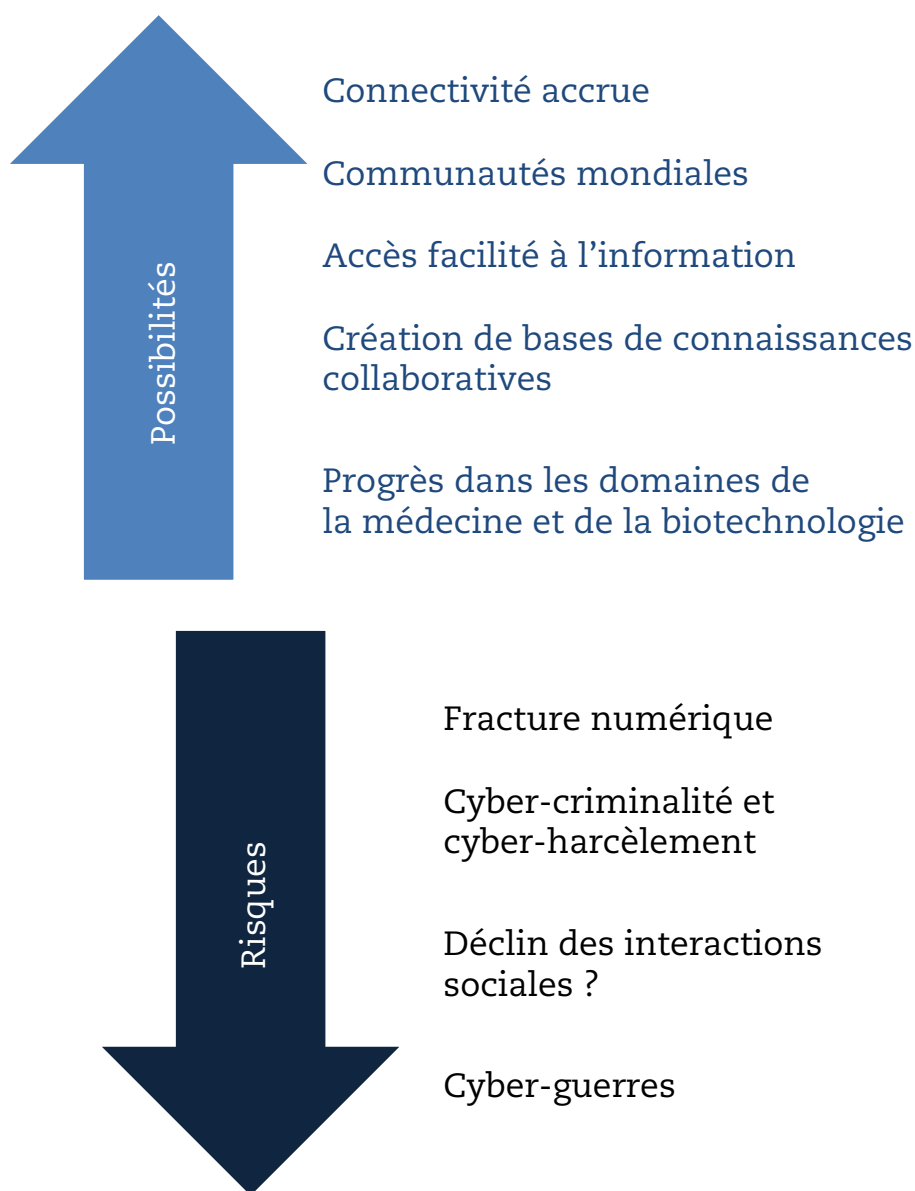 Possibilités
Connectivité accrue
Communautés mondiales
Accès facilité à l’information
Création de bases de connaissances
collaboratives
Progrès dans les domaines de
la médecine et de la biotechnologie
Risques
Fracture numérique
Cyber-criminalité et
cyber-harcèlement
Déclin des interactions
sociales ?
Cyber-guerres